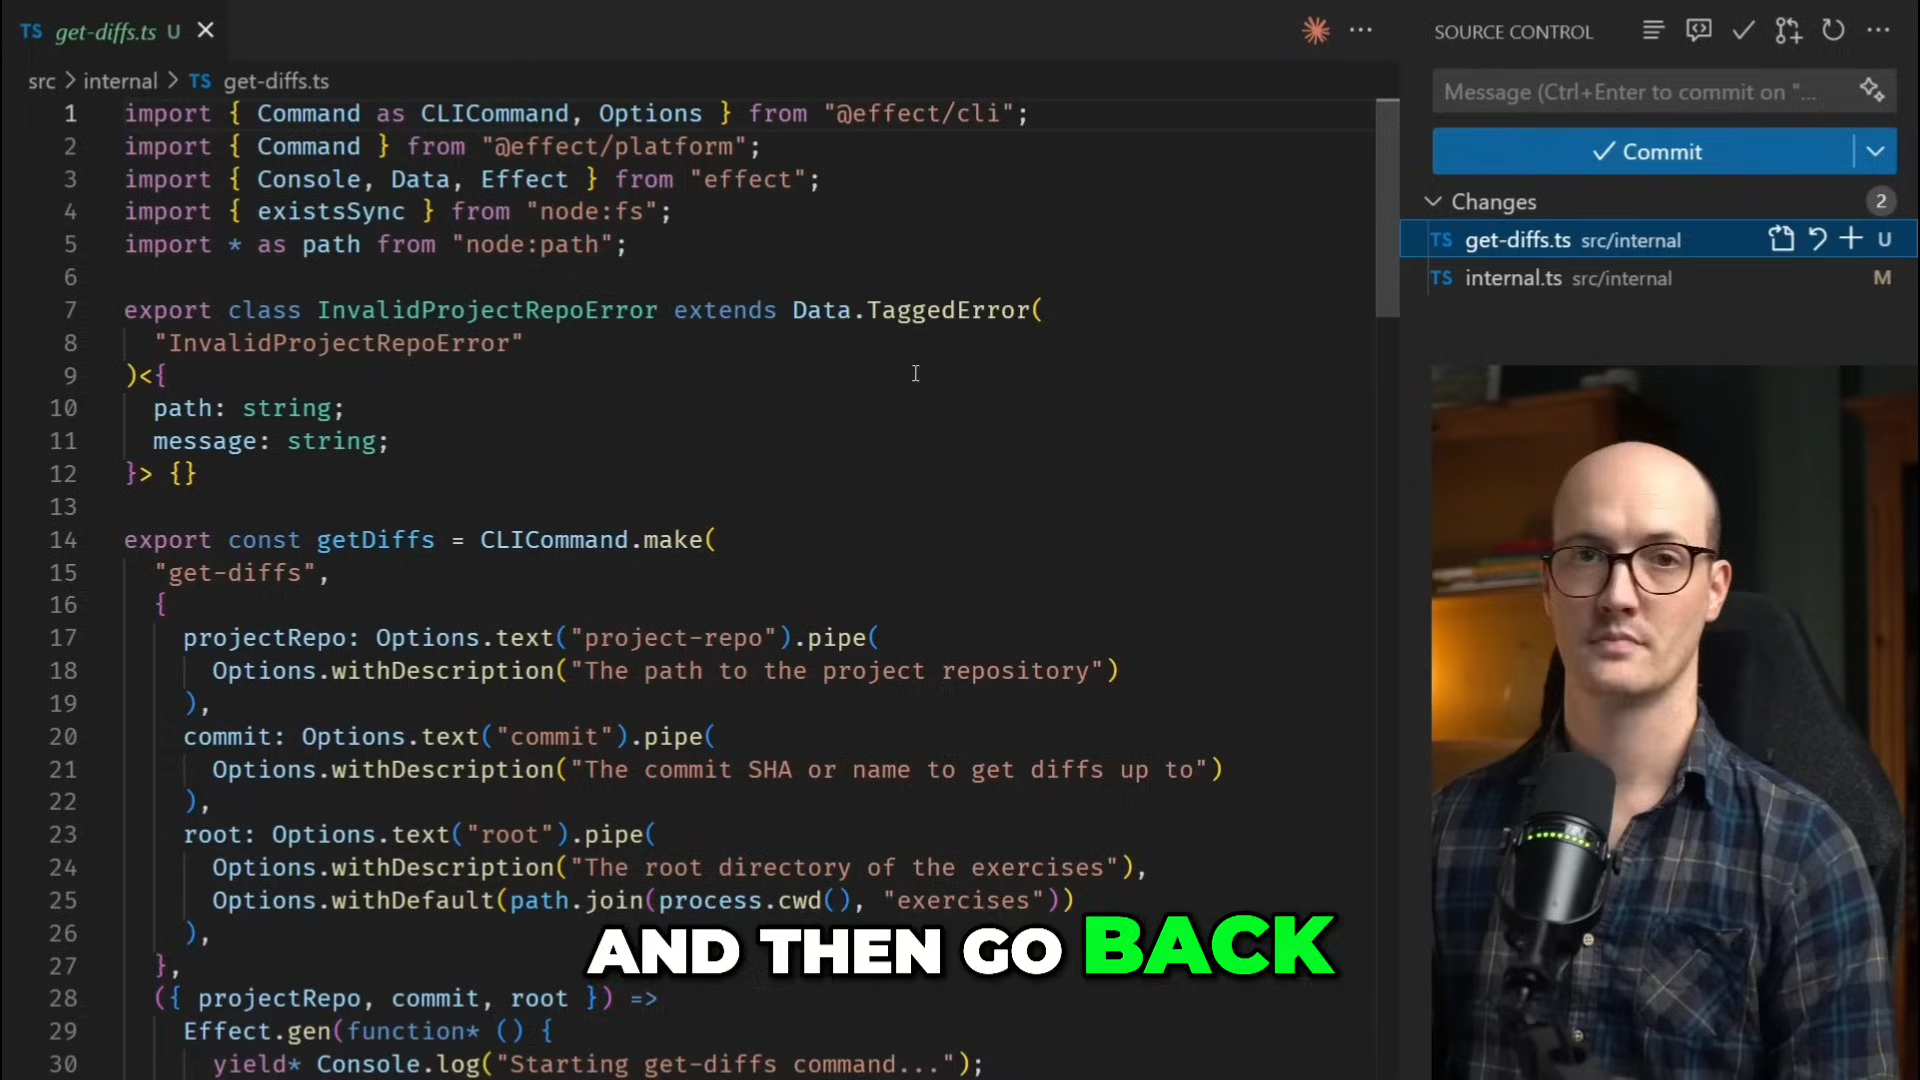 TS get-diffs.ts U
src > internal > TS get-diffs.ts
1 import { Command as CLICommand, Options } from "@effect/cli";
2 import { Command } from "@effect/platform";
3 import { Console, Data, Effect } from "effect";
4 import { existsSync } from "node:fs";
5 import * as path from "node:path";
6
7 export class InvalidProjectRepoError extends Data.TaggedError(
8 "InvalidProjectRepoError"
9 )<{
10 path: string;
11 message: string;
12 }> {}
13
14 export const getDiffs = CLICommand.make(
15 "get-diffs",
16 {
17 projectRepo: Options.text("project-repo").pipe(
18 Options.withDescription("The path to the project repository")
19 ),
20 commit: Options.text("commit").pipe(
21 Options.withDescription("The commit SHA or name to get diffs up to")
22 ),
23 root: Options.text("root").pipe(
24 Options.withDescription("The root directory of the exercises"),
25 Options.withDefault(path.join(process.cwd(), "exercises"))
26 ),
27 },
28 ({ projectRepo, commit, root }) =>
29 Effect.gen(function* () {
30 yield* Console.log("Starting get-diffs command...");
AND THEN GO BACK
SOURCE CONTROL
Message (Ctrl+Enter to commit on "...
Commit
Changes 2
TS get-diffs.ts src/internal U
TS internal.ts src/internal M